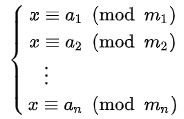 x ≡ a₁ (mod m₁)
x ≡ a₂ (mod m₂)
⋮
x ≡ aₙ (mod mₙ)